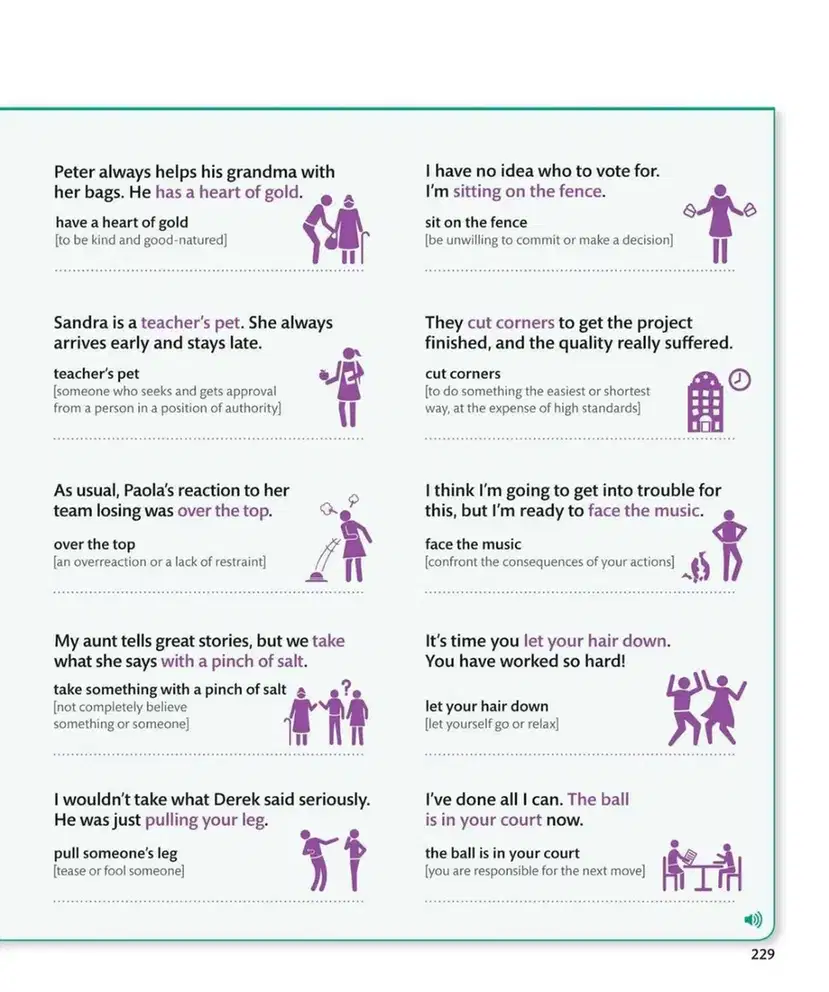 Peter always helps his grandma with
her bags. He has a heart of gold.
have a heart of gold
[to be kind and good-natured]
Sandra is a teacher's pet. She always
arrives early and stays late.
teacher's pet
[someone who seeks and gets approval
from a person in a position of authority]
As usual, Paola's reaction to her
team losing was over the top.
over the top
[an overreaction or a lack of restraint]
My aunt tells great stories, but we take
what she says with a pinch of salt.
take something with a pinch of salt
[not completely believe
something or someone]
?
I wouldn't take what Derek said seriously.
He was just pulling your leg.
pull someone's leg
[tease or fool someone]
I have no idea who to vote for.
I'm sitting on the fence.
sit on the fence
[be unwilling to commit or make a decision]
They cut corners to get the project
finished, and the quality really suffered.
cut corners
[to do something the easiest or shortest
way, at the expense of high standards]
I think I'm going to get into trouble for
this, but I'm ready to face the music.
face the music
[confront the consequences of your actions]
It's time you let your hair down.
You have worked so hard!
let your hair down
[let yourself go or relax]
I've done all I can. The ball
is in your court now.
the ball is in your court
[you are responsible for the next move]
229